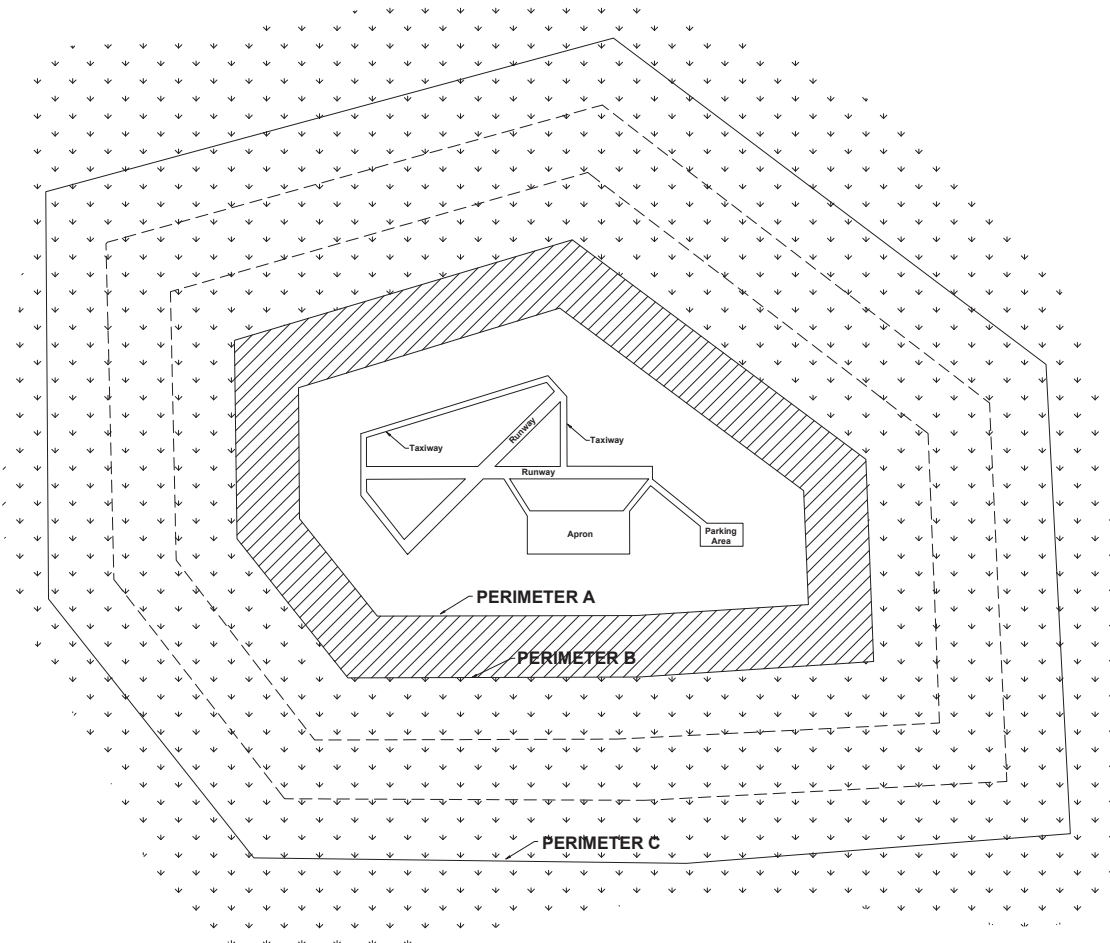 Runway
Taxiway
Taxiway
Runway
Apron
Parking
Area
PERIMETER A
PERIMETER B
PERIMETER C